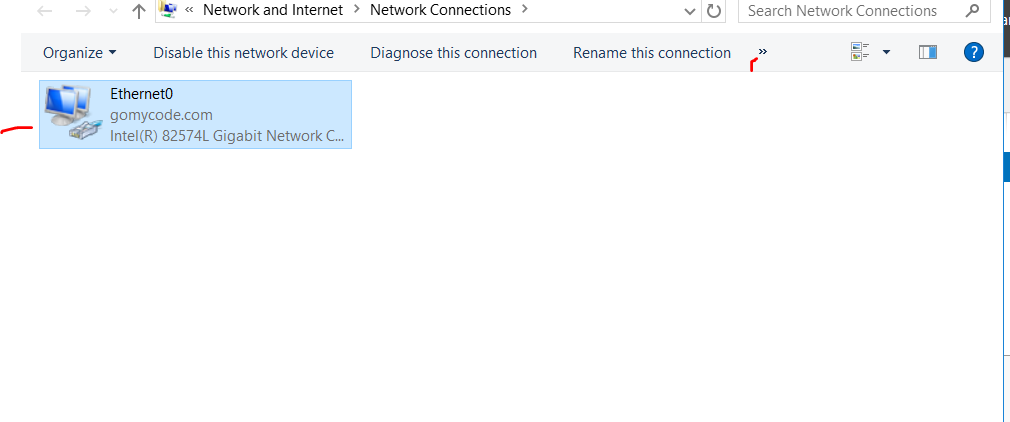 « Network and Internet > Network Connections >
Search Network Connections
Organize Disable this network device Diagnose this connection Rename this connection »
?
Ethernet0
gomycode.com
Intel(R) 82574L Gigabit Network C...